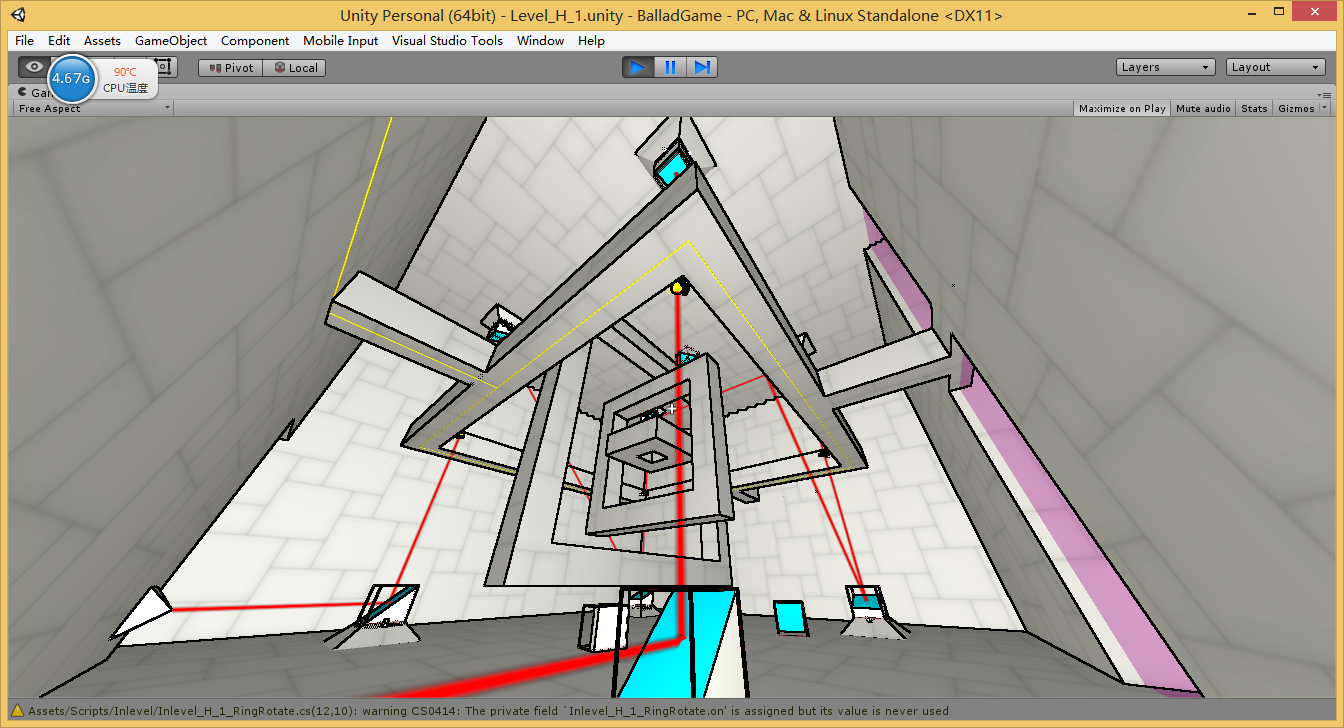 Unity Personal (64bit) - Level_H_1.unity - BalladGame - PC, Mac & Linux Standalone <DX11>
File Edit Assets GameObject Component Mobile Input Visual Studio Tools Window Help
4.67G 90℃ Pivot Local Layers Layout
CPU温度
Gam
Free Aspect Maximize on Play Mute audio Stats Gizmos
Assets/Scripts/Inlevel/Inlevel_H_1_RingRotate.cs(12,10): warning CS0414: The private field `Inlevel_H_1_RingRotate.on' is assigned but its value is never used